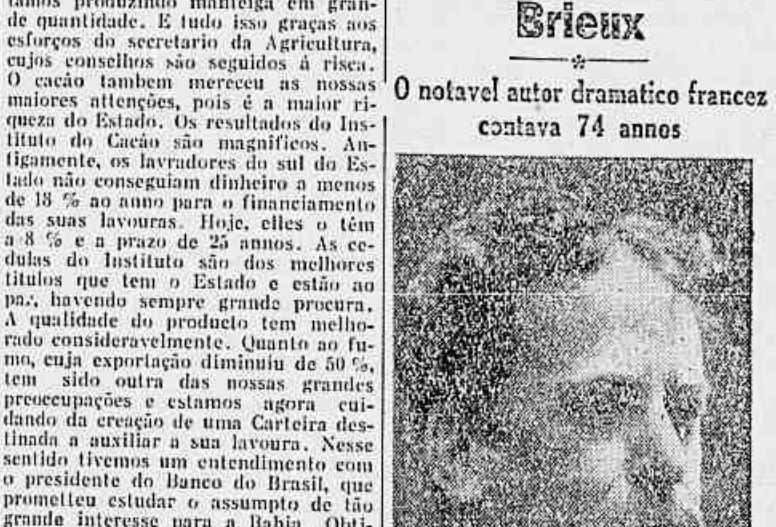 tamos produzindo manteiga em gran-
de quantidade. E tudo isso graças aos
esforços do secretario da Agricultura,
cujos conselhos são seguidos á risca.
O cacáo tambem mereceu as nossas
maiores attenções, pois é a maior ri-
queza do Estado. Os resultados do Ins-
tituto do Cacáo são magnificos. An-
tigamente, os lavradores do sul do Es-
tado não conseguiam dinheiro a menos
de 18 % ao anno para o financiamento
das suas lavouras. Hoje, elles o têm
a 8 % e a prazo de 25 annos. As ce-
dulas do Instituto são dos melhores
titulos que tem o Estado e estão ao
par, havendo sempre grande procura.
A qualidade do producto tem melho-
rado consideravelmente. Quanto ao fu-
mo, cuja exportação diminuiu de 50 %,
tem sido outra das nossas grandes
preoccupações e estamos agora cui-
dando da creação de uma Carteira des-
tinada a auxiliar a sua lavoura. Nesse
sentido tivemos um entendimento com
o presidente do Banco do Brasil, que
prometteu estudar o assumpto de tão
grande interesse para a Bahia. Obti-
Brieux
O notavel autor dramatico francez
contava 74 annos